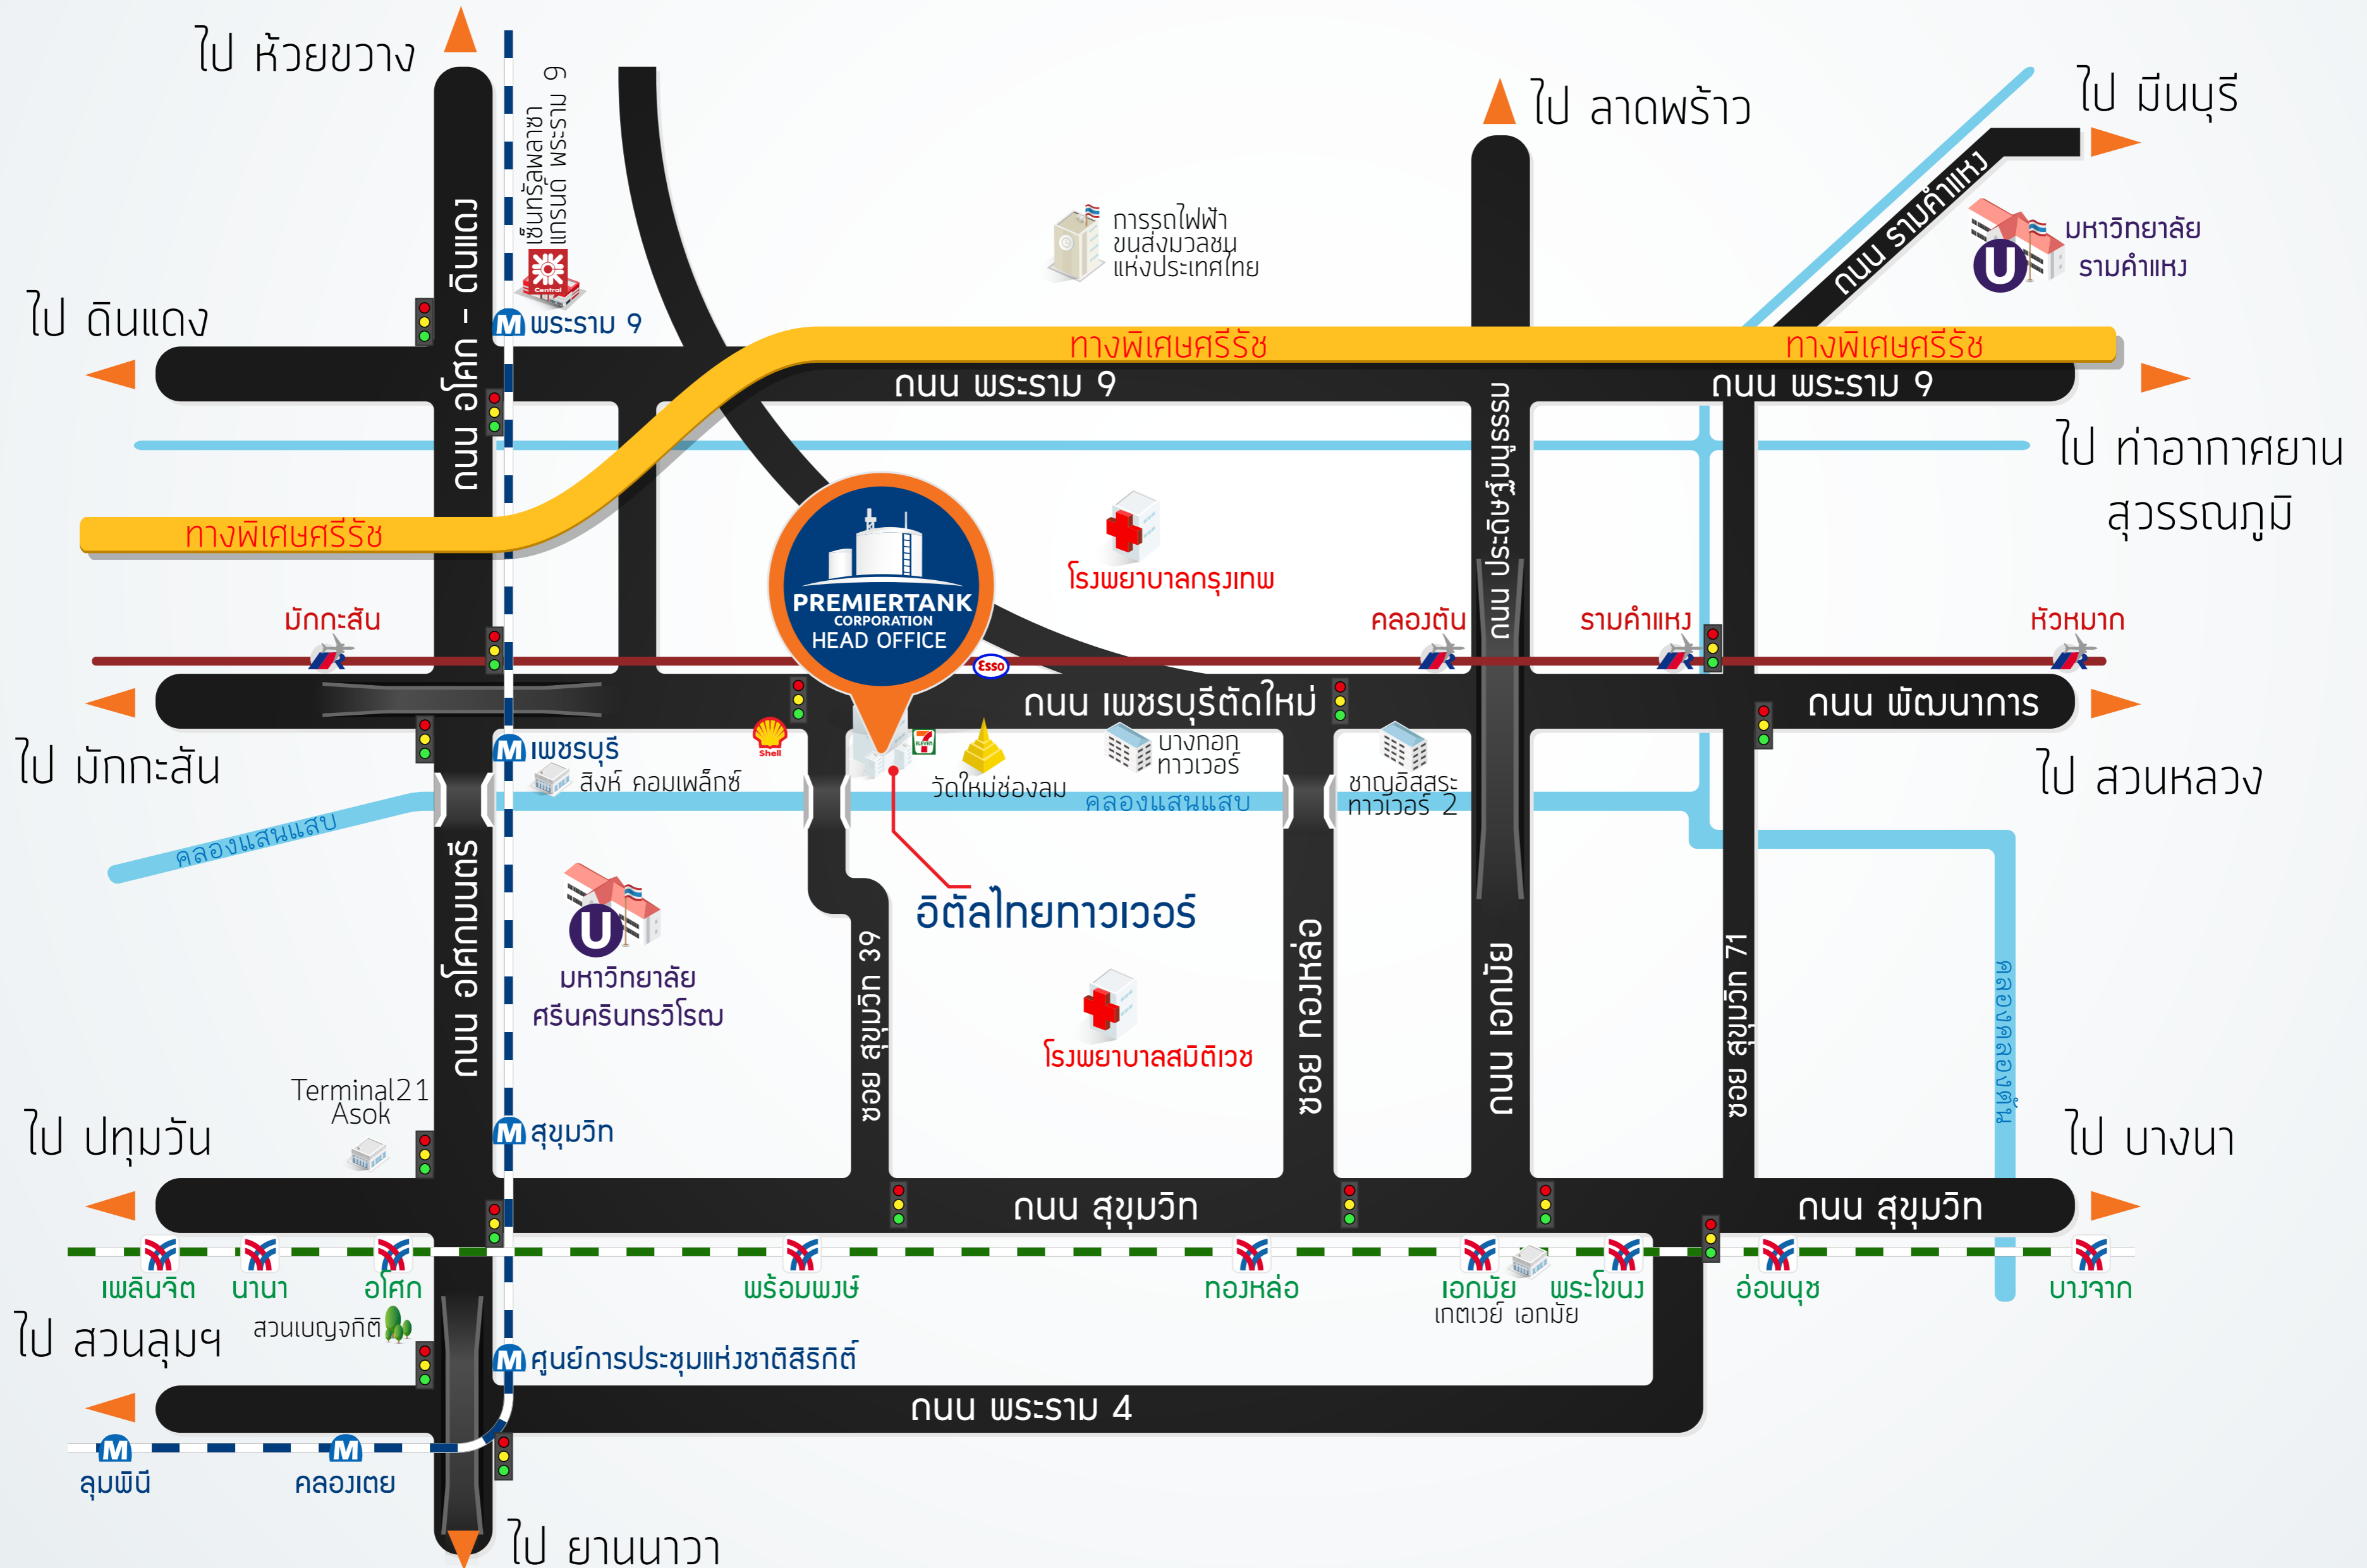 ไป ห้วยขวาง
เซ็นทรัลพลาซา
แกรนด์ พระราม 9
Central
ไป ลาดพร้าว
ไป มีนบุรี
ถนน รามคำแหง
มหาวิทยาลัย
รามคำแหง
U
การรถไฟฟ้า
ขนส่งมวลชน
แห่งประเทศไทย
ถนน อโศก - ดินแดง
ไป ดินแดง
M พระราม 9
ทางพิเศษศรีรัช
ทางพิเศษศรีรัช
ถนน พระราม 9
ถนน พระราม 9
ถนน ประดิษฐ์มนูธรรม
ไป ท่าอากาศยาน
สุวรรณภูมิ
ทางพิเศษศรีรัช
PREMIERTANK
CORPORATION
HEAD OFFICE
โรงพยาบาลกรุงเทพ
มักกะสัน
คลองตัน
รามคำแหง
หัวหมาก
Esso
ถนน เพชรบุรีตัดใหม่
ถนน พัฒนาการ
ไป มักกะสัน
M เพชรบุรี
Shell
7 ELEVEN
สิงห์ คอมเพล็กซ์
วัดใหม่ช่องลม
บางกอก
ทาวเวอร์
ชาญอิสสระ
ทาวเวอร์ 2
ไป สวนหลวง
คลองแสนแสบ
คลองแสนแสบ
อิตัลไทยทาวเวอร์
ถนน อโศกมนตรี
U
มหาวิทยาลัย
ศรีนครินทรวิโรฒ
ซอย สุขุมวิท 39
โรงพยาบาลสมิติเวช
ซอย ทองหล่อ
ถนน เอกมัย
ซอย สุขุมวิท 71
คลองคลองตัน
Terminal21
Asok
ไป ปทุมวัน
M สุขุมวิท
ไป บางนา
ถนน สุขุมวิท
ถนน สุขุมวิท
เพลินจิต
นานา
อโศก
พร้อมพงษ์
ทองหล่อ
เอกมัย
พระโขนง
อ่อนนุช
บางจาก
สวนเบญจกิติ
เกตเวย์ เอกมัย
ไป สวนลุมฯ
M ศูนย์การประชุมแห่งชาติสิริกิติ์
ถนน พระราม 4
M
M
ลุมพินี
คลองเตย
ไป ยานนาวา